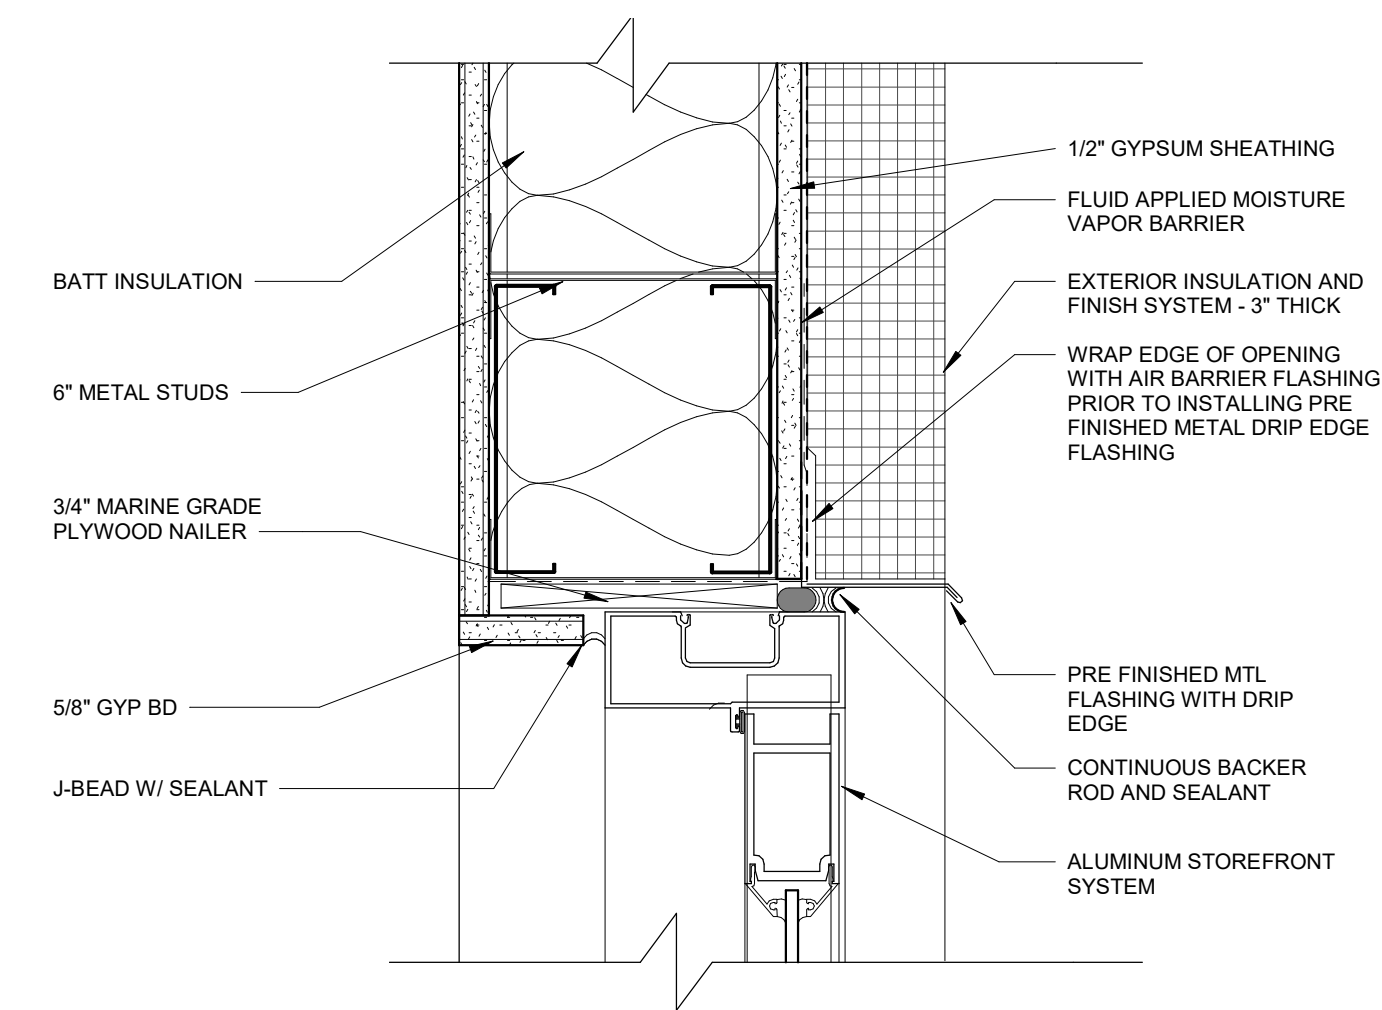 BATT INSULATION
6" METAL STUDS
3/4" MARINE GRADE
PLYWOOD NAILER
5/8" GYP BD
J-BEAD W/ SEALANT
1/2" GYPSUM SHEATHING
FLUID APPLIED MOISTURE
VAPOR BARRIER
EXTERIOR INSULATION AND
FINISH SYSTEM - 3" THICK
WRAP EDGE OF OPENING
WITH AIR BARRIER FLASHING
PRIOR TO INSTALLING PRE
FINISHED METAL DRIP EDGE
FLASHING
PRE FINISHED MTL
FLASHING WITH DRIP
EDGE
CONTINUOUS BACKER
ROD AND SEALANT
ALUMINUM STOREFRONT
SYSTEM